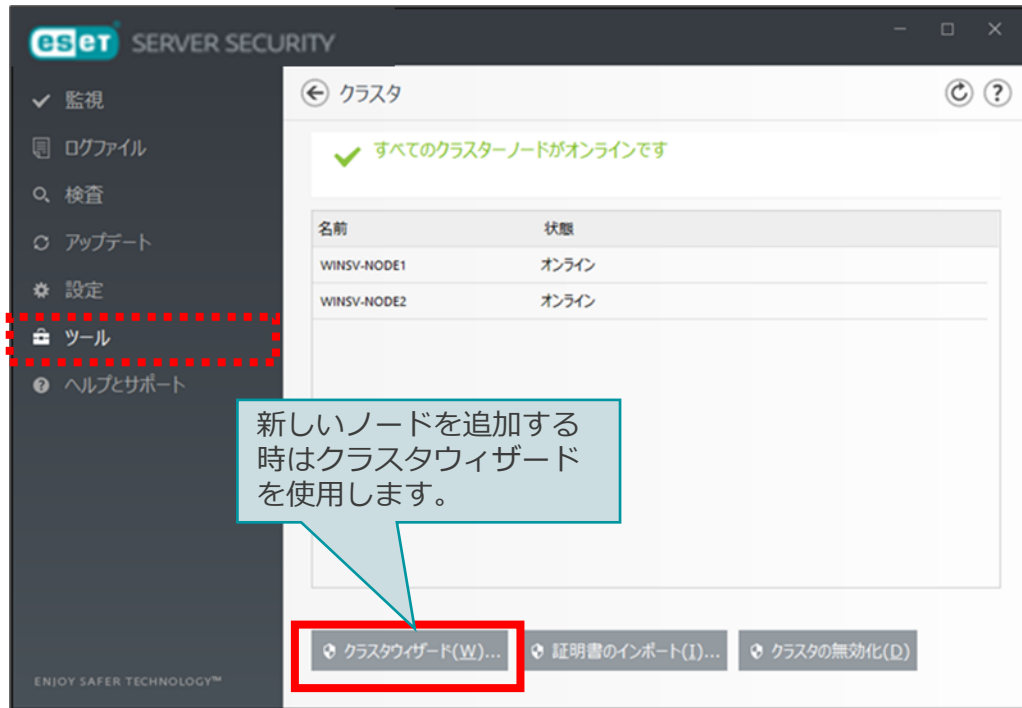 eset SERVER SECURITY
監視
ログファイル
検査
アップデート
設定
ツール
ヘルプとサポート
ENJOY SAFER TECHNOLOGY™
クラスタ
すべてのクラスターノードがオンラインです
名前 状態
WINSV-NODE1 オンライン
WINSV-NODE2 オンライン
新しいノードを追加する
時はクラスタウィザード
を使用します。
クラスタウィザード(W)... 証明書のインポート(I)... クラスタの無効化(D)